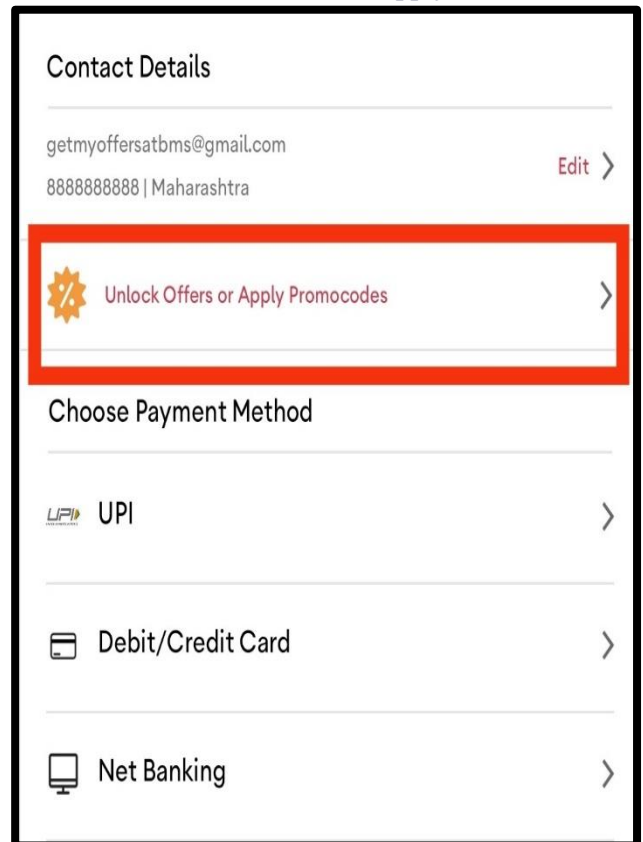 Contact Details
getmyoffersatbms@gmail.com
Edit
8888888888 | Maharashtra
% Unlock Offers or Apply Promocodes
Choose Payment Method
UPI UPI
Debit/Credit Card
Net Banking